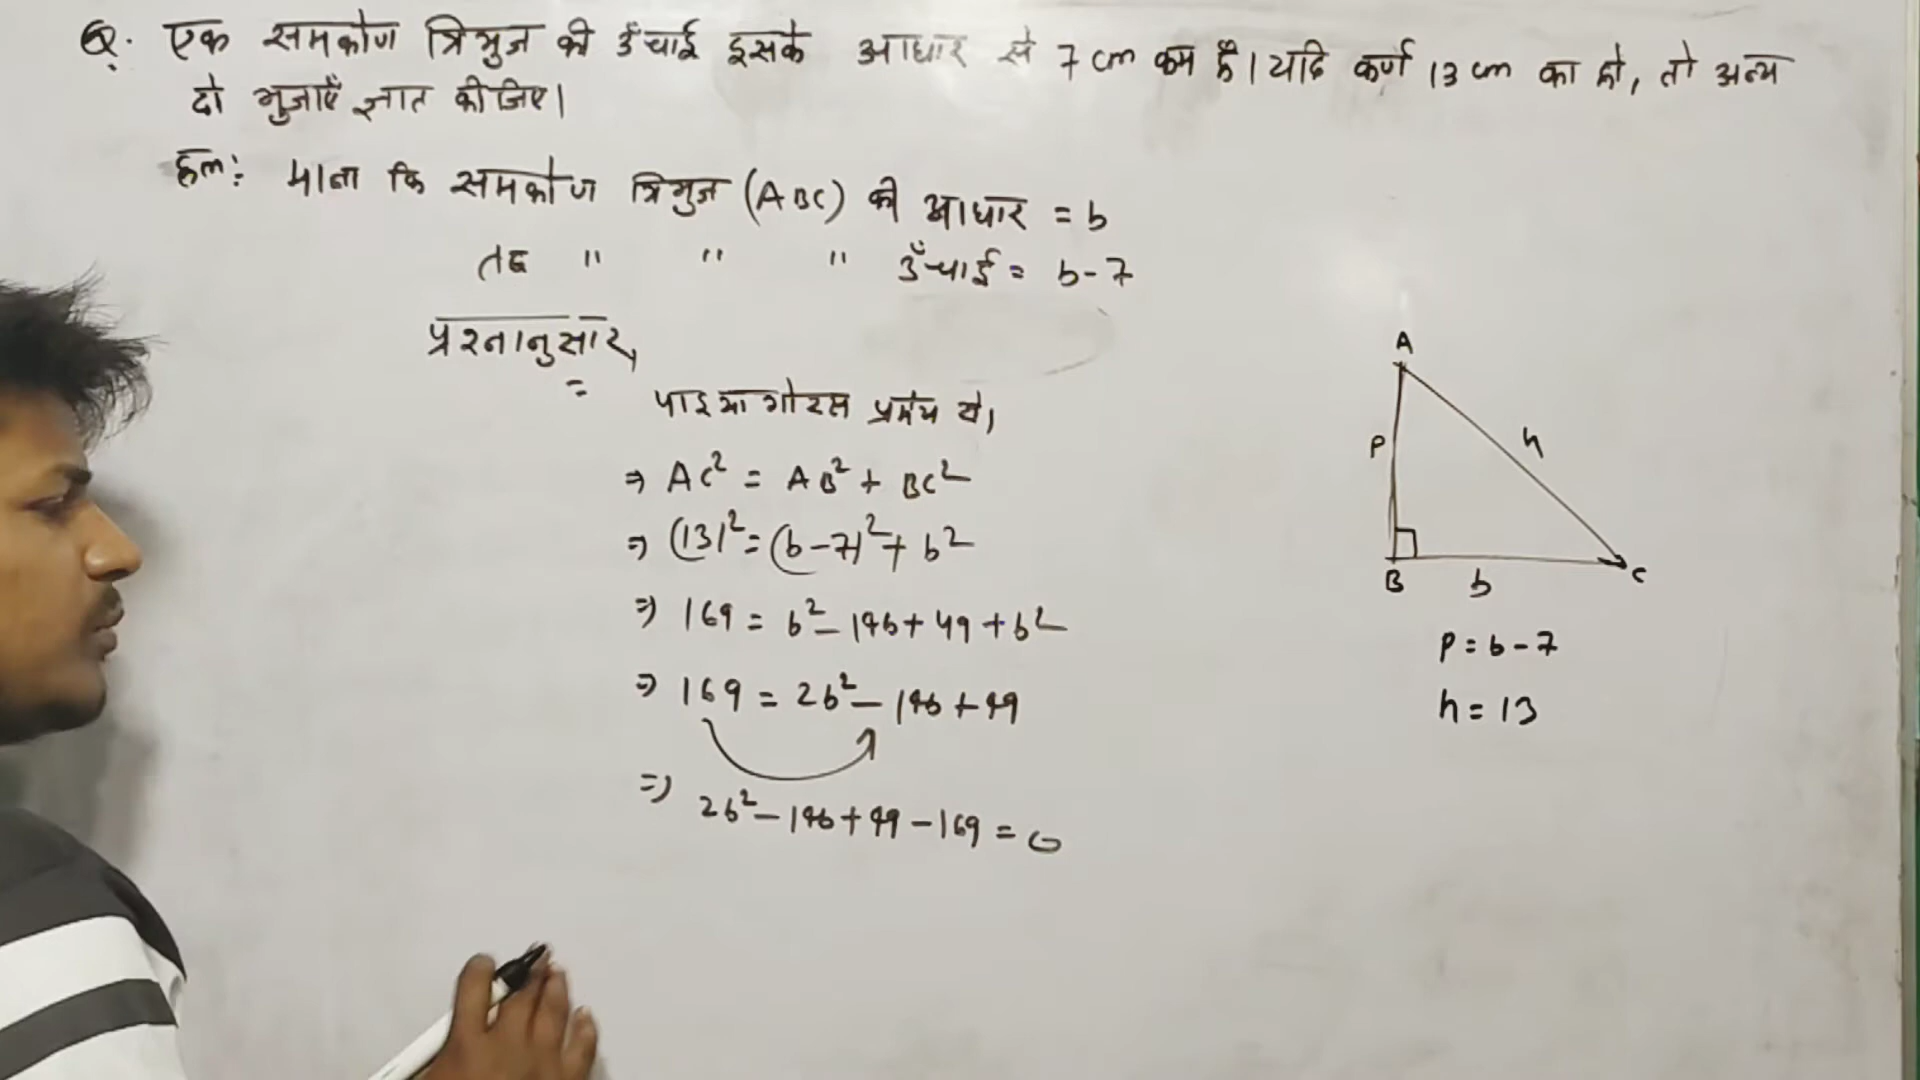 Q. एक समकोण त्रिभुज की ऊँचाई इसके आधार से 7 cm कम है। यदि कर्ण 13 cm का हो, तो अन्य
दो भुजाएँ ज्ञात कीजिए।
हल: माना कि समकोण त्रिभुज (ABC) की आधार = b
तब " " " ऊँचाई = b-7
प्रश्नानुसार,
=
पाइथागोरस प्रमेय से,
⇒ AC² = AB² + BC²
⇒ (13)² = (b-7)² + b²
⇒ 169 = b² - 14b + 49 + b²
⇒ 169 = 2b² - 14b + 49
⇒ 2b² - 14b + 49 - 169 = 0
A
P h
B b C
P = b - 7
h = 13